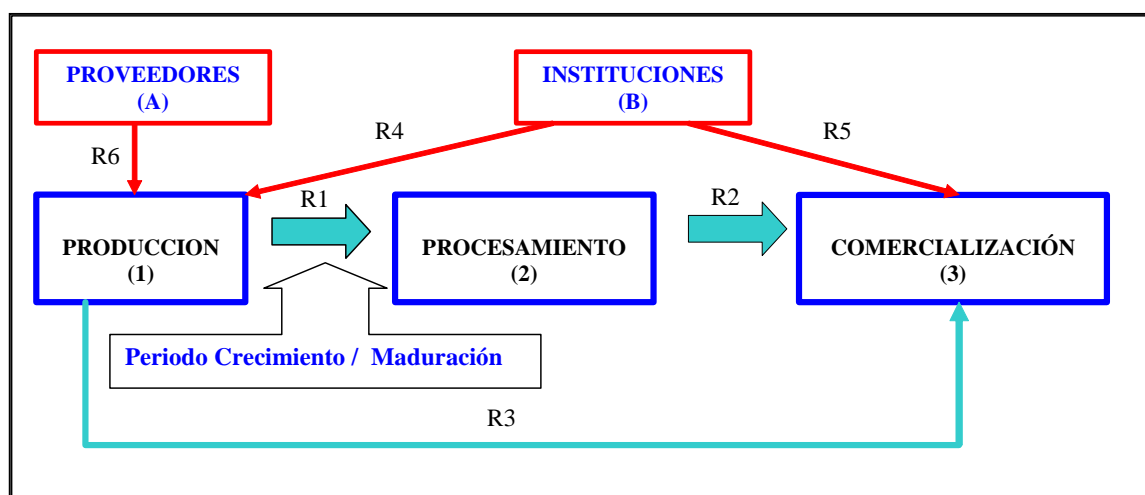 PROVEEDORES
(A)
INSTITUCIONES
(B)
R4
R5
R6
R1
R2
PRODUCCION
(1)
PROCESAMIENTO
(2)
COMERCIALIZACIÓN
(3)
Periodo Crecimiento / Maduración
R3